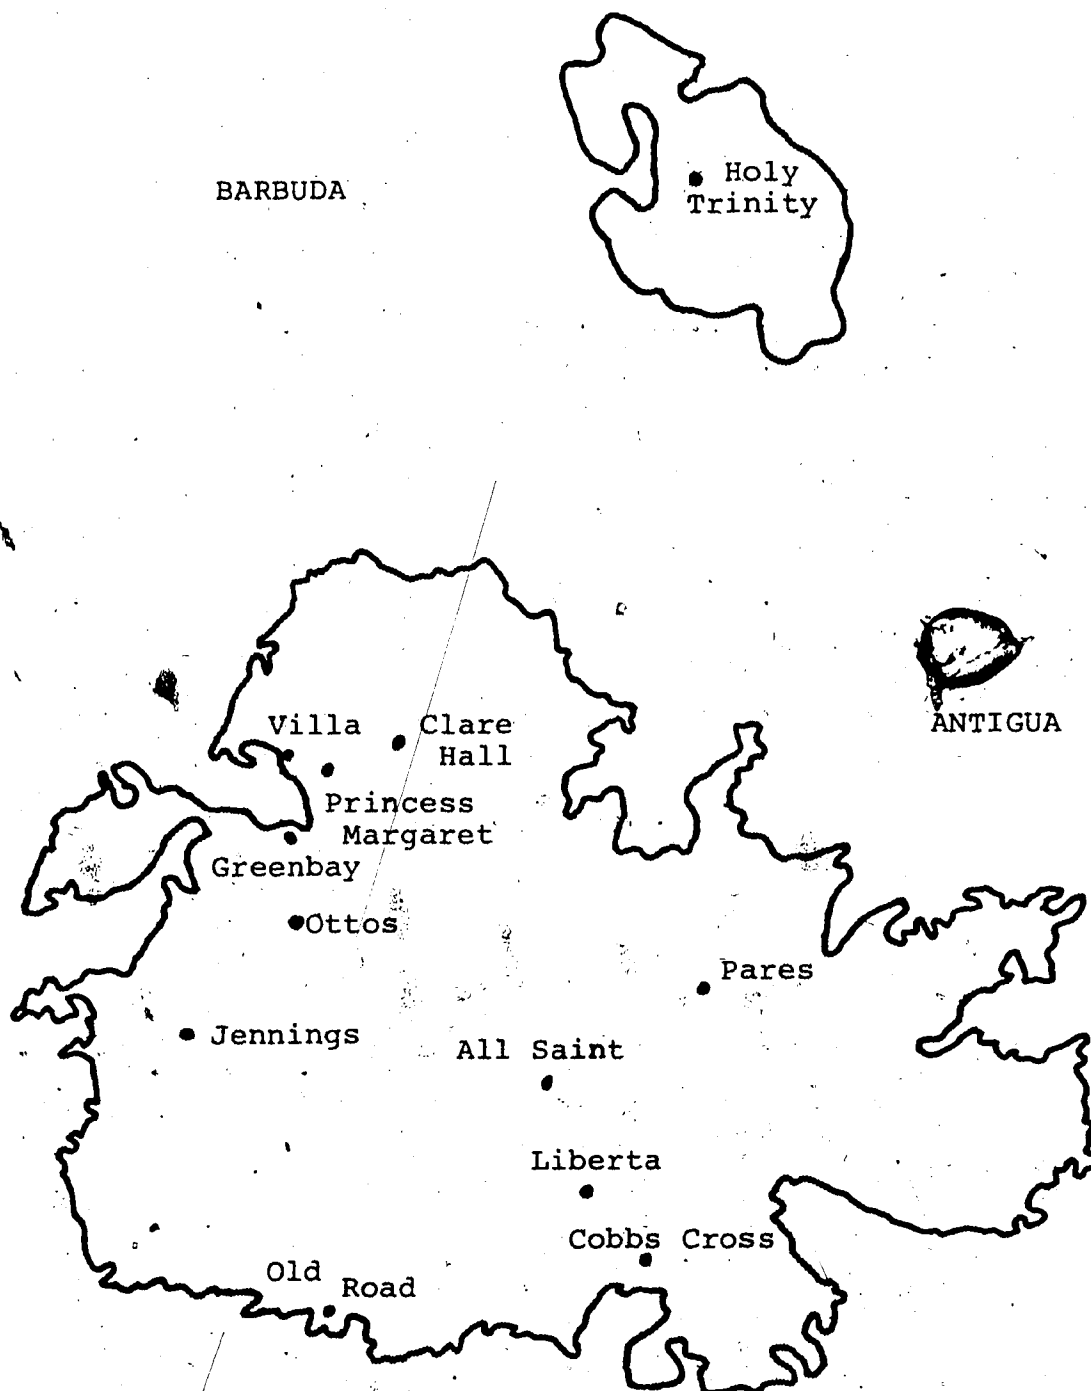 Holy
Trinity
BARBUDA
ANTIGUA
Villa
Clare
Hall
Princess
Margaret
Greenbay
Ottos
Pares
Jennings
All Saint
Liberta
Cobbs Cross
Old
Road